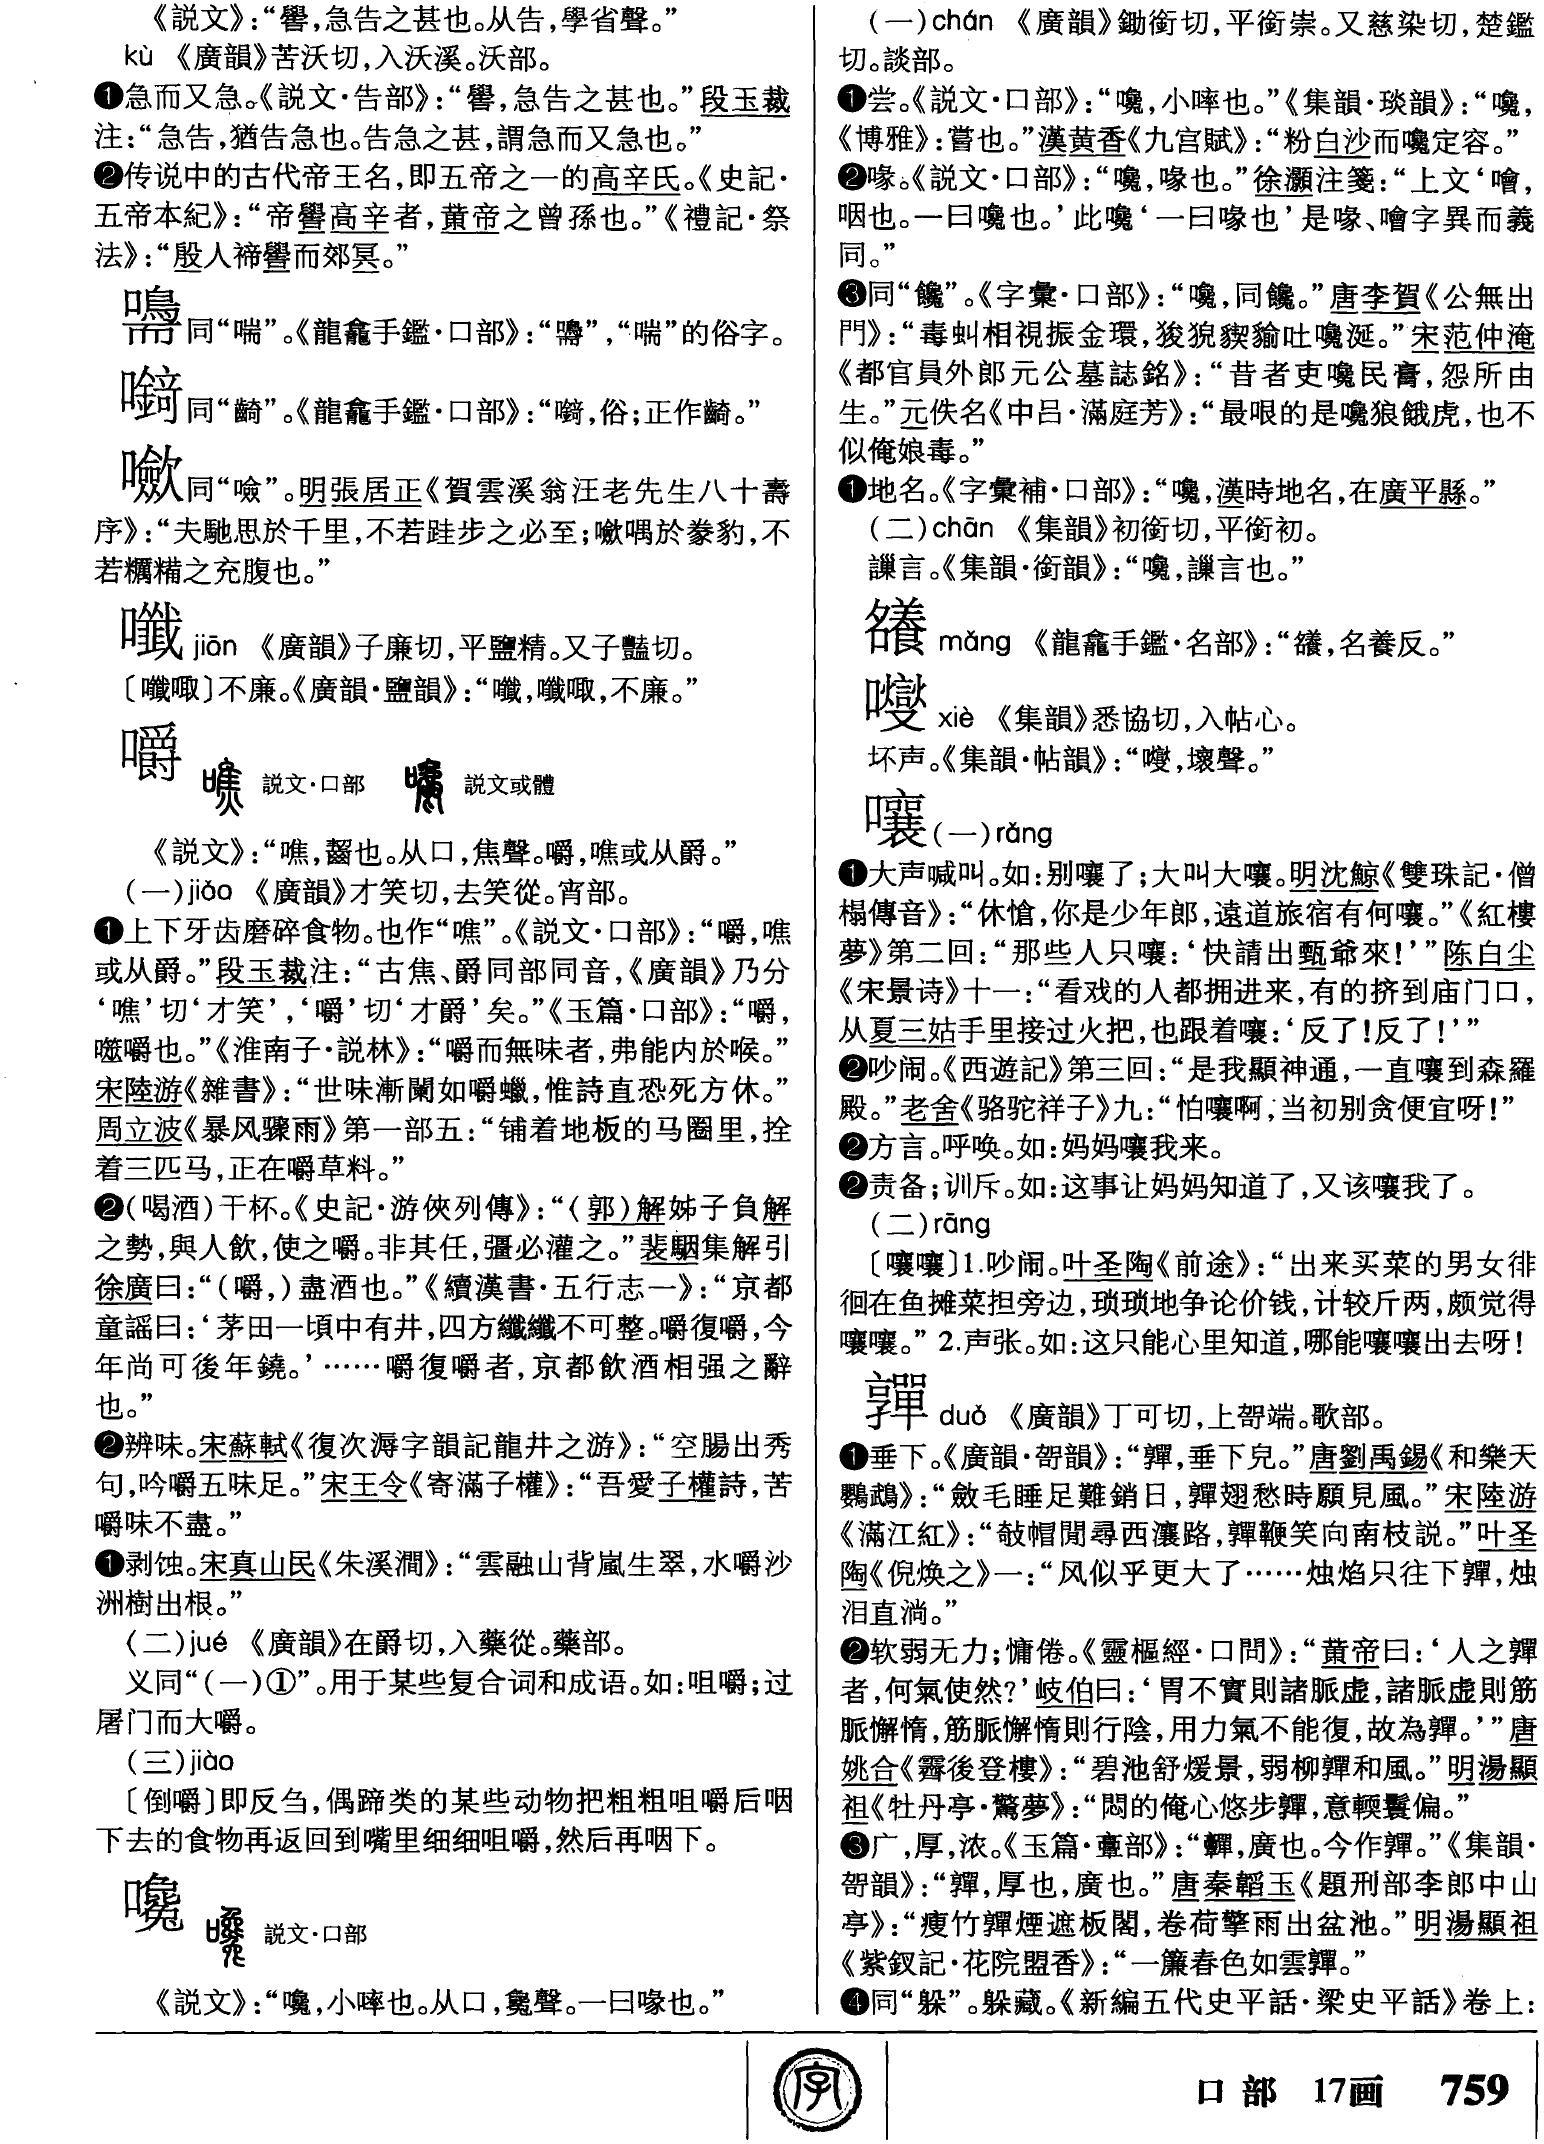 《説文》：“嚳，急告之甚也。从告，學省聲。”
kù 《廣韻》苦沃切，入沃溪。沃部。
❶急而又急。《説文·告部》：“嚳，急告之甚也。”段玉裁
注：“急告，猶告急也。告急之甚，謂急而又急也。”
❷传说中的古代帝王名，即五帝之一的高辛氏。《史記·
五帝本紀》：“帝嚳高辛者，黄帝之曾孫也。”《禮記·祭
法》：“殷人禘嚳而郊冥。”
同“喘”。《龍龕手鑑·口部》：“”，“喘”的俗字。
同“齮”。《龍龕手鑑·口部》：“，俗；正作齮。”
同“噞”。明張居正《賀雲溪翁汪老先生八十壽
序》：“夫馳思於千里，不若跬步之必至；喁於豢豹，不
若糲粻之充腹也。”
嚵 jiān 《廣韻》子廉切，平鹽精。又子豔切。
〔㘋㖡〕不廉。《廣韻·鹽韻》：“㘋，㘋㖡，不廉。”
嚼 説文·口部 説文或體
《説文》：“噍，齧也。从口，焦聲。嚼，噍或从爵。”
（一）jiáo 《廣韻》才笑切，去笑從。宵部。
❶上下牙齿磨碎食物。也作“噍”。《説文·口部》：“嚼，噍
或从爵。”段玉裁注：“古焦、爵同部同音，《廣韻》乃分
‘噍’切‘才笑’，‘嚼’切‘才爵’矣。”《玉篇·口部》：“嚼，
噬嚼也。”《淮南子·説林》：“嚼而無味者，弗能内於喉。”
宋陸游《雜書》：“世味漸闌如嚼蠟，惟詩直恐死方休。”
周立波《暴风骤雨》第一部五：“铺着地板的马圈里，拴
着三匹马，正在嚼草料。”
❷（喝酒）干杯。《史記·游俠列傳》：“（郭）解姊子負解
之勢，與人飲，使之嚼。非其任，彊必灌之。”裴駰集解引
徐廣曰：“（嚼，）盡酒也。”《續漢書·五行志一》：“京都
童謡曰：‘茅田一頃中有井，四方纖纖不可整。嚼復嚼，今
年尚可後年鐃。’……嚼復嚼者，京都飲酒相强之辭
也。”
❷辨味。宋蘇軾《復次溽字韻記龍井之游》：“空腸出秀
句，吟嚼五味足。”宋王令《寄滿子權》：“吾愛子權詩，苦
嚼味不盡。”
❶剥蚀。宋真山民《朱溪澗》：“雲融山背嵐生翠，水嚼沙
洲樹出根。”
（二）jué 《廣韻》在爵切，入藥從。藥部。
义同“（一）①”。用于某些复合词和成语。如：咀嚼；过
屠门而大嚼。
（三）jiào
〔倒嚼〕即反刍，偶蹄类的某些动物把粗粗咀嚼后咽
下去的食物再返回到嘴里细细咀嚼，然后再咽下。
嚵 説文·口部
《説文》：“嚵，小啐也。从口，毚聲。一曰喙也。”
（一）chán 《廣韻》鋤銜切，平銜崇。又慈染切，楚鑑
切。談部。
❶尝。《説文·口部》：“嚵，小啐也。”《集韻·琰韻》：“嚵，
《博雅》：嘗也。”漢黄香《九宫賦》：“粉白沙而嚵定容。”
❷喙。《説文·口部》：“嚵，喙也。”徐灝注箋：“上文‘噲，
咽也。一曰嚵也。’此嚵‘一曰喙也’是喙、噲字異而義
同。”
❸同“饞”。《字彙·口部》：“嚵，同饞。”唐李賀《公無出
門》：“毒虯相視振金環，狻猊猰貐吐嚵涎。”宋范仲淹
《都官員外郎元公墓誌銘》：“昔者吏嚵民膏，怨所由
生。”元佚名《中吕·滿庭芳》：“最哏的是嚵狼餓虎，也不
似俺娘毒。”
❶地名。《字彙補·口部》：“嚵，漢時地名，在廣平縣。”
（二）chān 《集韻》初銜切，平銜初。
讖言。《集韻·銜韻》：“嚵，讖言也。”
mǎng 《龍龕手鑑·名部》：“，名養反。”
xiè 《集韻》悉協切，入帖心。
坏声。《集韻·帖韻》：“，壞聲。”
嚷（一）rǎng
❶大声喊叫。如：别嚷了；大叫大嚷。明沈鯨《雙珠記·僧
榻傳音》：“休愴，你是少年郎，遠道旅宿有何嚷。”《紅樓
夢》第二回：“那些人只嚷：‘快請出甄爺來！’”陈白尘
《宋景诗》十一：“看戏的人都拥进来，有的挤到庙门口，
从夏三姑手里接过火把，也跟着嚷：‘反了！反了！’”
❷吵闹。《西遊記》第三回：“是我顯神通，一直嚷到森羅
殿。”老舍《骆驼祥子》九：“怕嚷啊，当初别贪便宜呀！”
❷方言。呼唤。如：妈妈嚷我来。
❷责备；训斥。如：这事让妈妈知道了，又该嚷我了。
（二）rāng
〔嚷嚷〕1.吵闹。叶圣陶《前途》：“出来买菜的男女徘
徊在鱼摊菜担旁边，琐琐地争论价钱，计较斤两，颇觉得
嚷嚷。” 2.声张。如：这只能心里知道，哪能嚷嚷出去呀！
嚲 duǒ 《廣韻》丁可切，上哿端。歌部。
❶垂下。《廣韻·哿韻》：“嚲，垂下皃。”唐劉禹錫《和樂天
鸚鵡》：“斂毛睡足難銷日，嚲翅愁時願見風。”宋陸游
《滿江紅》：“攲帽閒尋西瀼路，嚲鞭笑向南枝説。”叶圣
陶《倪焕之》一：“风似乎更大了……烛焰只往下嚲，烛
泪直淌。”
❷软弱无力；慵倦。《靈樞經·口問》：“黄帝曰：‘人之嚲
者，何氣使然？’岐伯曰：‘胃不實則諸脈虚，諸脈虚則筋
脈懈惰，筋脈懈惰則行陰，用力氣不能復，故為嚲。’”唐
姚合《霽後登樓》：“碧池舒煖景，弱柳嚲和風。”明湯顯
祖《牡丹亭·驚夢》：“悶的俺心悠步嚲，意輭鬟偏。”
❸广，厚，浓。《玉篇·𩫏部》：“，廣也。今作嚲。”《集韻·
哿韻》：“嚲，厚也，廣也。”唐秦韜玉《題刑部李郎中山
亭》：“瘦竹嚲煙遮板閣，卷荷擎雨出盆池。”明湯顯祖
《紫釵記·花院盟香》：“一簾春色如雲嚲。”
❹同“躲”。躲藏。《新編五代史平話·梁史平話》卷上：
字
口部 17画 759